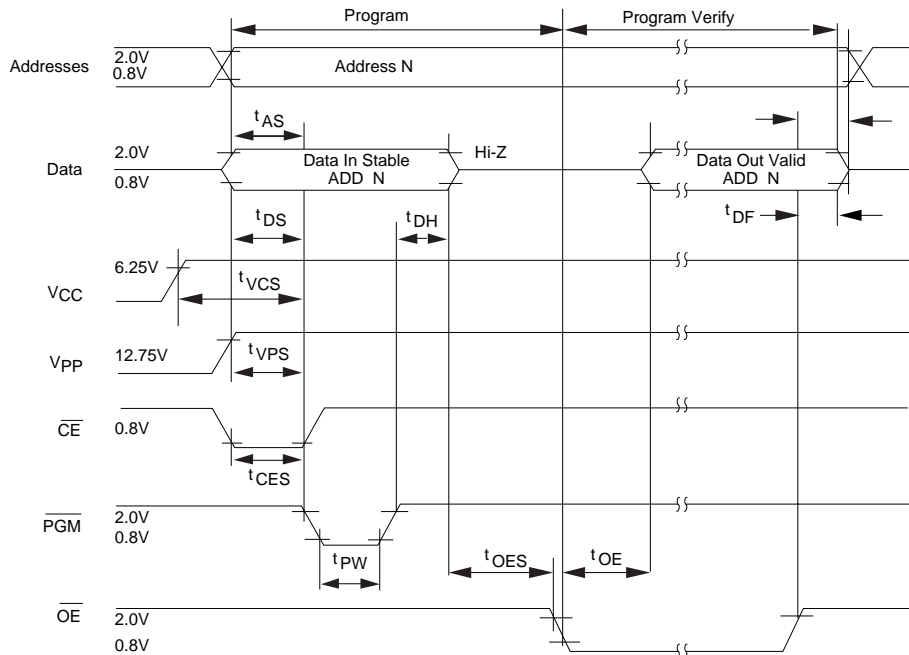 Program
Program Verify
Addresses
2.0V
0.8V
Address N
tAS
Data
2.0V
0.8V
Data In Stable
ADD N
Hi-Z
Data Out Valid
ADD N
tDS
tDH
tDF
VCC
6.25V
tVCS
VPP
12.75V
tVPS
CE
0.8V
tCES
PGM
2.0V
0.8V
tPW
tOES
tOE
OE
2.0V
0.8V